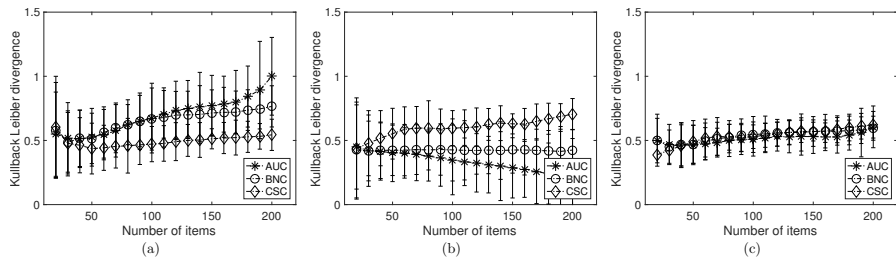 1.5
1
0.5
0
Kullback Leibler divergence
50 100 150 200
Number of items
AUC
BNC
CSC
(a)
1.5
1
0.5
0
Kullback Leibler divergence
50 100 150 200
Number of items
AUC
BNC
CSC
(b)
1.5
1
0.5
0
Kullback Leibler divergence
50 100 150 200
Number of items
AUC
BNC
CSC
(c)